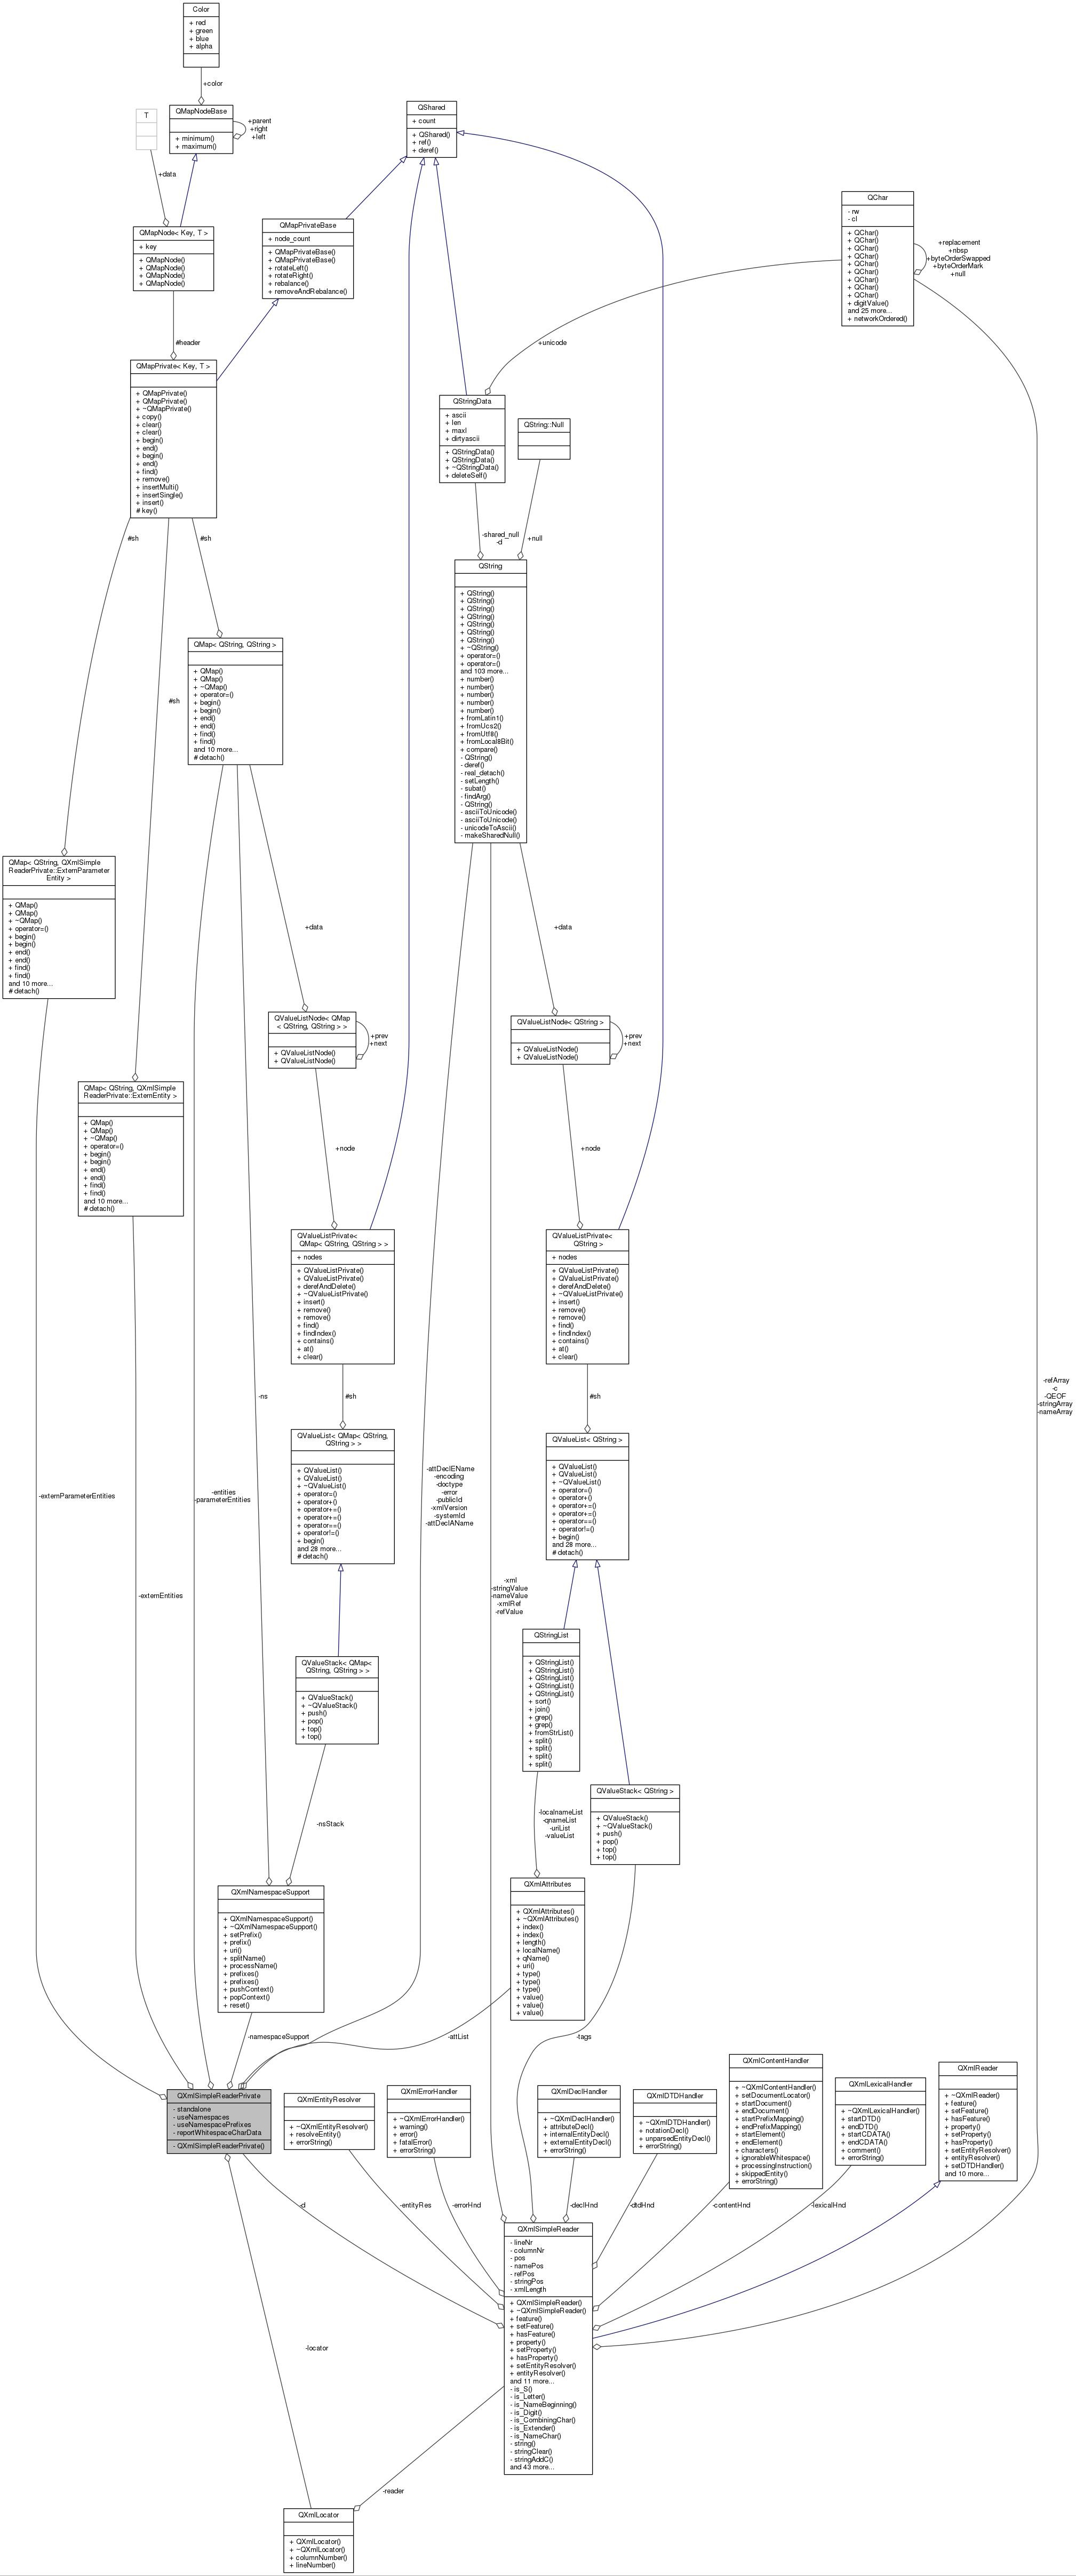 Color
+ red
+ green
+ blue
+ alpha
+color
T
QMapNodeBase
+ minimum()
+ maximum()
+parent
+right
+left
QShared
+ count
+ QShared()
+ ref()
+ deref()
+data
QChar
- rw
- cl
+ QChar()
+ QChar()
+ QChar()
+ QChar()
+ QChar()
+ QChar()
+ QChar()
+ QChar()
+ QChar()
+ digitValue()
and 25 more...
+ networkOrdered()
+replacement
+nbsp
+byteOrderSwapped
+byteOrderMark
+null
QMapNode< Key, T >
+ key
+ QMapNode()
+ QMapNode()
+ QMapNode()
+ QMapNode()
QMapPrivateBase
+ node_count
+ QMapPrivateBase()
+ QMapPrivateBase()
+ rotateLeft()
+ rotateRight()
+ rebalance()
+ removeAndRebalance()
#header
+unicode
QMapPrivate< Key, T >
+ QMapPrivate()
+ QMapPrivate()
+ ~QMapPrivate()
+ copy()
+ clear()
+ clear()
+ begin()
+ end()
+ begin()
+ end()
+ find()
+ remove()
+ insertMulti()
+ insertSingle()
+ insert()
# key()
QStringData
+ ascii
+ len
+ maxl
+ dirtyascii
+ QStringData()
+ QStringData()
+ ~QStringData()
+ deleteSelf()
QString::Null
#sh
#sh
-shared_null
-d
+null
QString
+ QString()
+ QString()
+ QString()
+ QString()
+ QString()
+ QString()
+ QString()
+ ~QString()
+ operator=()
+ operator=()
and 103 more...
+ number()
+ number()
+ number()
+ number()
+ number()
+ fromLatin1()
+ fromUcs2()
+ fromUtf8()
+ fromLocal8Bit()
+ compare()
- QString()
- deref()
- real_detach()
- setLength()
- subat()
- findArg()
- QString()
- asciiToUnicode()
- asciiToUnicode()
- unicodeToAscii()
- makeSharedNull()
QMap< QString, QString >
+ QMap()
+ QMap()
+ ~QMap()
+ operator=()
+ begin()
+ begin()
+ end()
+ end()
+ find()
+ find()
and 10 more...
# detach()
#sh
QMap< QString, QXmlSimple
ReaderPrivate::ExternParameter
Entity >
+ QMap()
+ QMap()
+ ~QMap()
+ operator=()
+ begin()
+ begin()
+ end()
+ end()
+ find()
+ find()
and 10 more...
# detach()
+data
+data
QValueListNode< QMap
< QString, QString > >
+ QValueListNode()
+ QValueListNode()
+prev
+next
QValueListNode< QString >
+ QValueListNode()
+ QValueListNode()
+prev
+next
QMap< QString, QXmlSimple
ReaderPrivate::ExternEntity >
+ QMap()
+ QMap()
+ ~QMap()
+ operator=()
+ begin()
+ begin()
+ end()
+ end()
+ find()
+ find()
and 10 more...
# detach()
+node
+node
QValueListPrivate<
QMap< QString, QString > >
+ nodes
+ QValueListPrivate()
+ QValueListPrivate()
+ derefAndDelete()
+ ~QValueListPrivate()
+ insert()
+ remove()
+ remove()
+ find()
+ findIndex()
+ contains()
+ at()
+ clear()
QValueListPrivate<
QString >
+ nodes
+ QValueListPrivate()
+ QValueListPrivate()
+ derefAndDelete()
+ ~QValueListPrivate()
+ insert()
+ remove()
+ remove()
+ find()
+ findIndex()
+ contains()
+ at()
+ clear()
-ns
#sh
#sh
-refArray
-c
-QEOF
-stringArray
-nameArray
QValueList< QMap< QString,
QString > >
+ QValueList()
+ QValueList()
+ ~QValueList()
+ operator=()
+ operator+()
+ operator+=()
+ operator+=()
+ operator==()
+ operator!=()
+ begin()
and 28 more...
# detach()
QValueList< QString >
+ QValueList()
+ QValueList()
+ ~QValueList()
+ operator=()
+ operator+()
+ operator+=()
+ operator+=()
+ operator==()
+ operator!=()
+ begin()
and 28 more...
# detach()
-externParameterEntities
-entities
-parameterEntities
-attDeclEName
-encoding
-doctype
-error
-publicId
-xmlVersion
-systemId
-attDeclAName
-externEntities
-xml
-stringValue
-nameValue
-xmlRef
-refValue
QStringList
+ QStringList()
+ QStringList()
+ QStringList()
+ QStringList()
+ QStringList()
+ sort()
+ join()
+ grep()
+ grep()
+ fromStrList()
+ split()
+ split()
+ split()
+ split()
QValueStack< QMap<
QString, QString > >
+ QValueStack()
+ ~QValueStack()
+ push()
+ pop()
+ top()
+ top()
QValueStack< QString >
+ QValueStack()
+ ~QValueStack()
+ push()
+ pop()
+ top()
+ top()
-nsStack
-localnameList
-qnameList
-uriList
-valueList
QXmlNamespaceSupport
+ QXmlNamespaceSupport()
+ ~QXmlNamespaceSupport()
+ setPrefix()
+ prefix()
+ uri()
+ splitName()
+ processName()
+ prefixes()
+ prefixes()
+ pushContext()
+ popContext()
+ reset()
QXmlAttributes
+ QXmlAttributes()
+ ~QXmlAttributes()
+ index()
+ index()
+ length()
+ localName()
+ qName()
+ uri()
+ type()
+ type()
+ type()
+ value()
+ value()
+ value()
-namespaceSupport
-attList
-tags
QXmlSimpleReaderPrivate
- standalone
- useNamespaces
- useNamespacePrefixes
- reportWhitespaceCharData
- QXmlSimpleReaderPrivate()
QXmlEntityResolver
+ ~QXmlEntityResolver()
+ resolveEntity()
+ errorString()
QXmlErrorHandler
+ ~QXmlErrorHandler()
+ warning()
+ error()
+ fatalError()
+ errorString()
QXmlDeclHandler
+ ~QXmlDeclHandler()
+ attributeDecl()
+ internalEntityDecl()
+ externalEntityDecl()
+ errorString()
QXmlDTDHandler
+ ~QXmlDTDHandler()
+ notationDecl()
+ unparsedEntityDecl()
+ errorString()
QXmlContentHandler
+ ~QXmlContentHandler()
+ setDocumentLocator()
+ startDocument()
+ endDocument()
+ startPrefixMapping()
+ endPrefixMapping()
+ startElement()
+ endElement()
+ characters()
+ ignorableWhitespace()
+ processingInstruction()
+ skippedEntity()
+ errorString()
QXmlLexicalHandler
+ ~QXmlLexicalHandler()
+ startDTD()
+ endDTD()
+ startCDATA()
+ endCDATA()
+ comment()
+ errorString()
QXmlReader
+ ~QXmlReader()
+ feature()
+ setFeature()
+ hasFeature()
+ property()
+ setProperty()
+ hasProperty()
+ setEntityResolver()
+ entityResolver()
+ setDTDHandler()
and 10 more...
-d
-entityRes
-errorHnd
-declHnd
-dtdHnd
-contentHnd
-lexicalHnd
QXmlSimpleReader
- lineNr
- columnNr
- pos
- namePos
- refPos
- stringPos
- xmlLength
+ QXmlSimpleReader()
+ ~QXmlSimpleReader()
+ feature()
+ setFeature()
+ hasFeature()
+ property()
+ setProperty()
+ hasProperty()
+ setEntityResolver()
+ entityResolver()
and 11 more...
- is_S()
- is_Letter()
- is_NameBeginning()
- is_Digit()
- is_CombiningChar()
- is_Extender()
- is_NameChar()
- string()
- stringClear()
- stringAddC()
and 43 more...
-locator
-reader
QXmlLocator
+ QXmlLocator()
+ ~QXmlLocator()
+ columnNumber()
+ lineNumber()